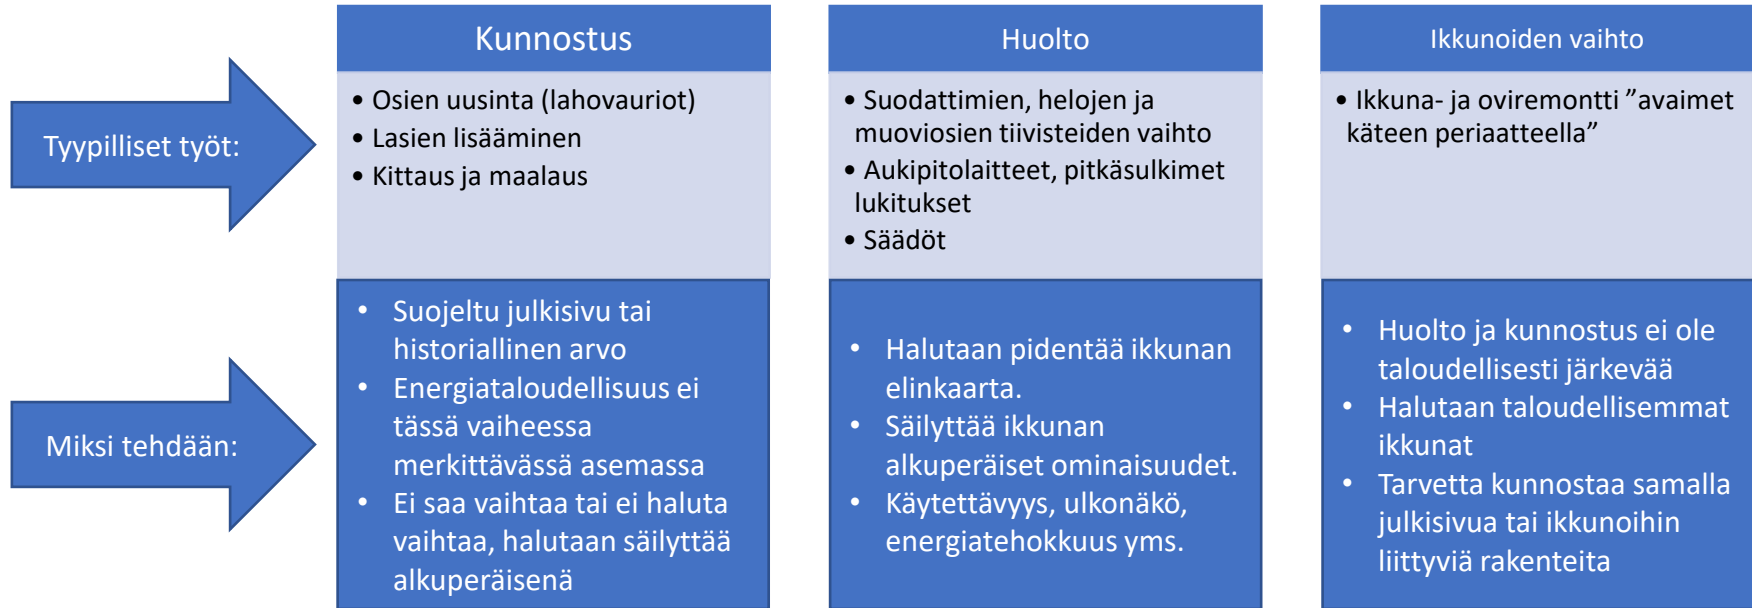 Kunnostus
Huolto
Ikkunoiden vaihto
Tyypilliset työt:
• Osien uusinta (lahovauriot)
• Lasien lisääminen
• Kittaus ja maalaus
• Suodattimien, helojen ja
muoviosien tiivisteiden vaihto
• Aukipitolaitteet, pitkäsulkimet
lukitukset
• Säädöt
• Ikkuna- ja oviremontti ”avaimet
käteen periaatteella”
Miksi tehdään:
• Suojeltu julkisivu tai
historiallinen arvo
• Energiataloudellisuus ei
tässä vaiheessa
merkittävässä asemassa
• Ei saa vaihtaa tai ei haluta
vaihtaa, halutaan säilyttää
alkuperäisenä
• Halutaan pidentää ikkunan
elinkaarta.
• Säilyttää ikkunan
alkuperäiset ominaisuudet.
• Käytettävyys, ulkonäkö,
energiatehokkuus yms.
• Huolto ja kunnostus ei ole
taloudellisesti järkevää
• Halutaan taloudellisemmat
ikkunat
• Tarvetta kunnostaa samalla
julkisivua tai ikkunoihin
liittyviä rakenteita